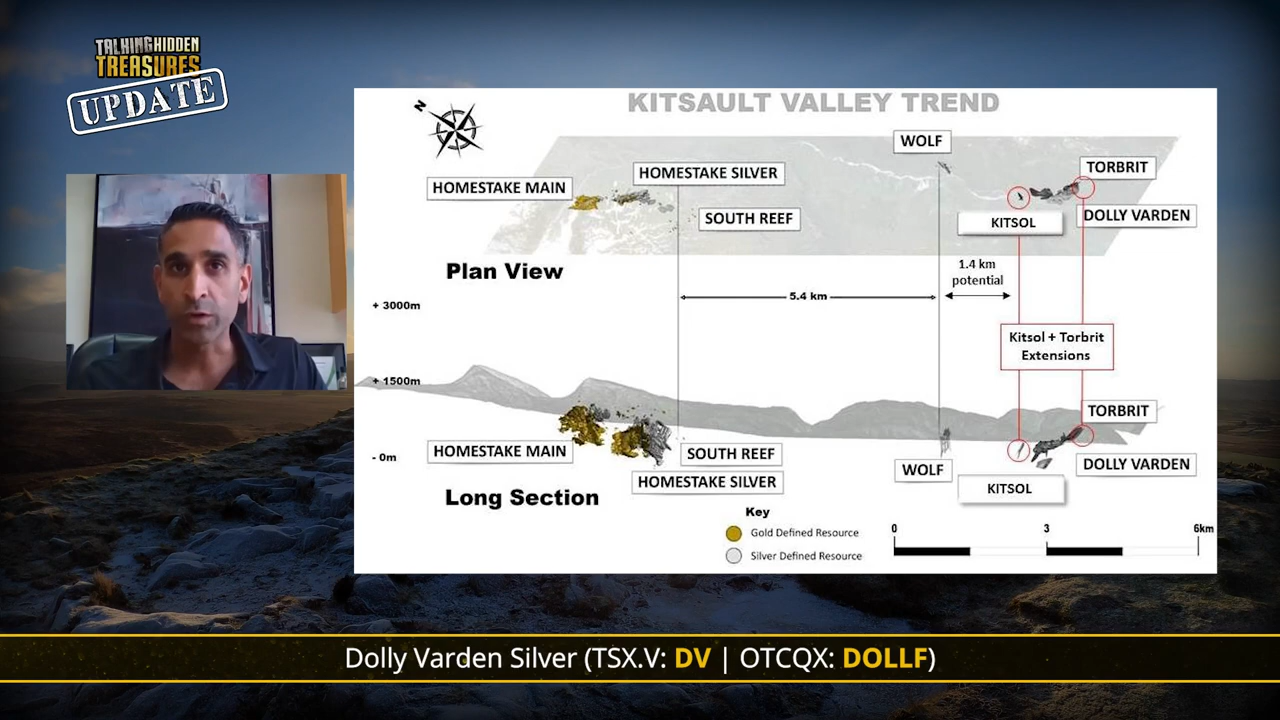 TALKING HIDDEN
TREASURES
UPDATE
KITSAULT VALLEY TREND
N
WOLF
TORBRIT
HOMESTAKE SILVER
HOMESTAKE MAIN
SOUTH REEF
KITSOL
DOLLY VARDEN
Plan View
1.4 km
potential
5.4 km
+ 3000m
Kitsol + Torbrit
Extensions
+ 1500m
TORBRIT
HOMESTAKE MAIN
- 0m
SOUTH REEF
WOLF
DOLLY VARDEN
HOMESTAKE SILVER
KITSOL
Long Section
Key
Gold Defined Resource
Silver Defined Resource
0 3 6km
Dolly Varden Silver (TSX.V: DV | OTCQX: DOLLF)